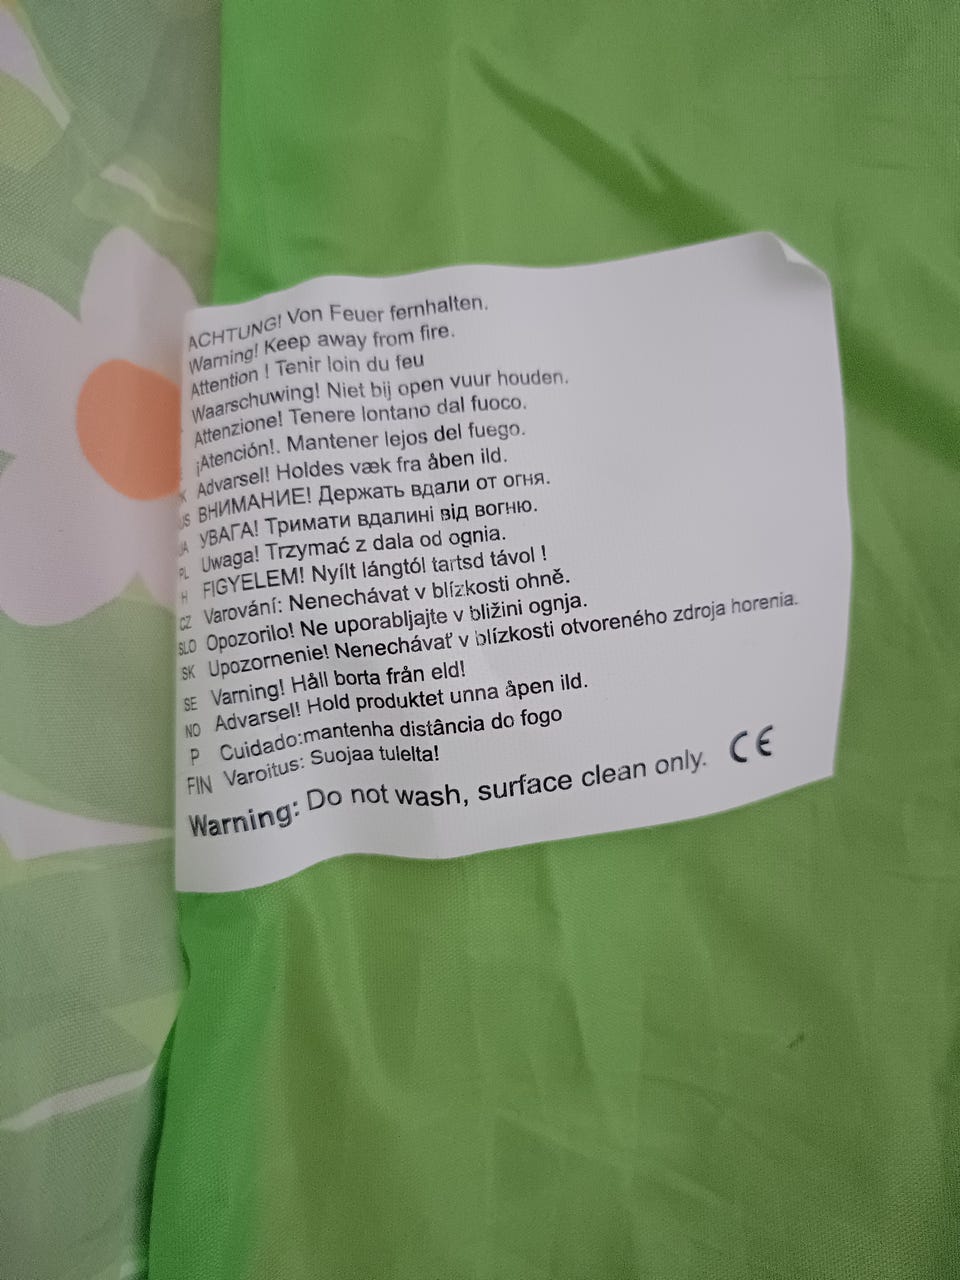 ACHTUNG! Von Feuer fernhalten.
Warning! Keep away from fire.
Attention ! Tenir loin du feu
Waarschuwing! Niet bij open vuur houden.
Attenzione! Tenere lontano dal fuoco.
¡Atención!. Mantener lejos del fuego.
K Advarsel! Holdes væk fra åben ild.
US ВНИМАНИЕ! Держать вдали от огня.
UA УВАГА! Тримати вдалині від вогню.
PL Uwaga! Trzymać z dala od ognia.
H FIGYELEM! Nyílt lángtól tartsd távol !
CZ Varování: Nenechávat v blízkosti ohně.
SLO Opozorilo! Ne uporabljajte v bližini ognja.
SK Upozornenie! Nenechávať v blízkosti otvoreného zdroja horenia.
SE Varning! Håll borta från eld!
NO Advarsel! Hold produktet unna åpen ild.
P Cuidado:mantenha distância do fogo
FIN Varoitus: Suojaa tulelta!
Warning: Do not wash, surface clean only. CE